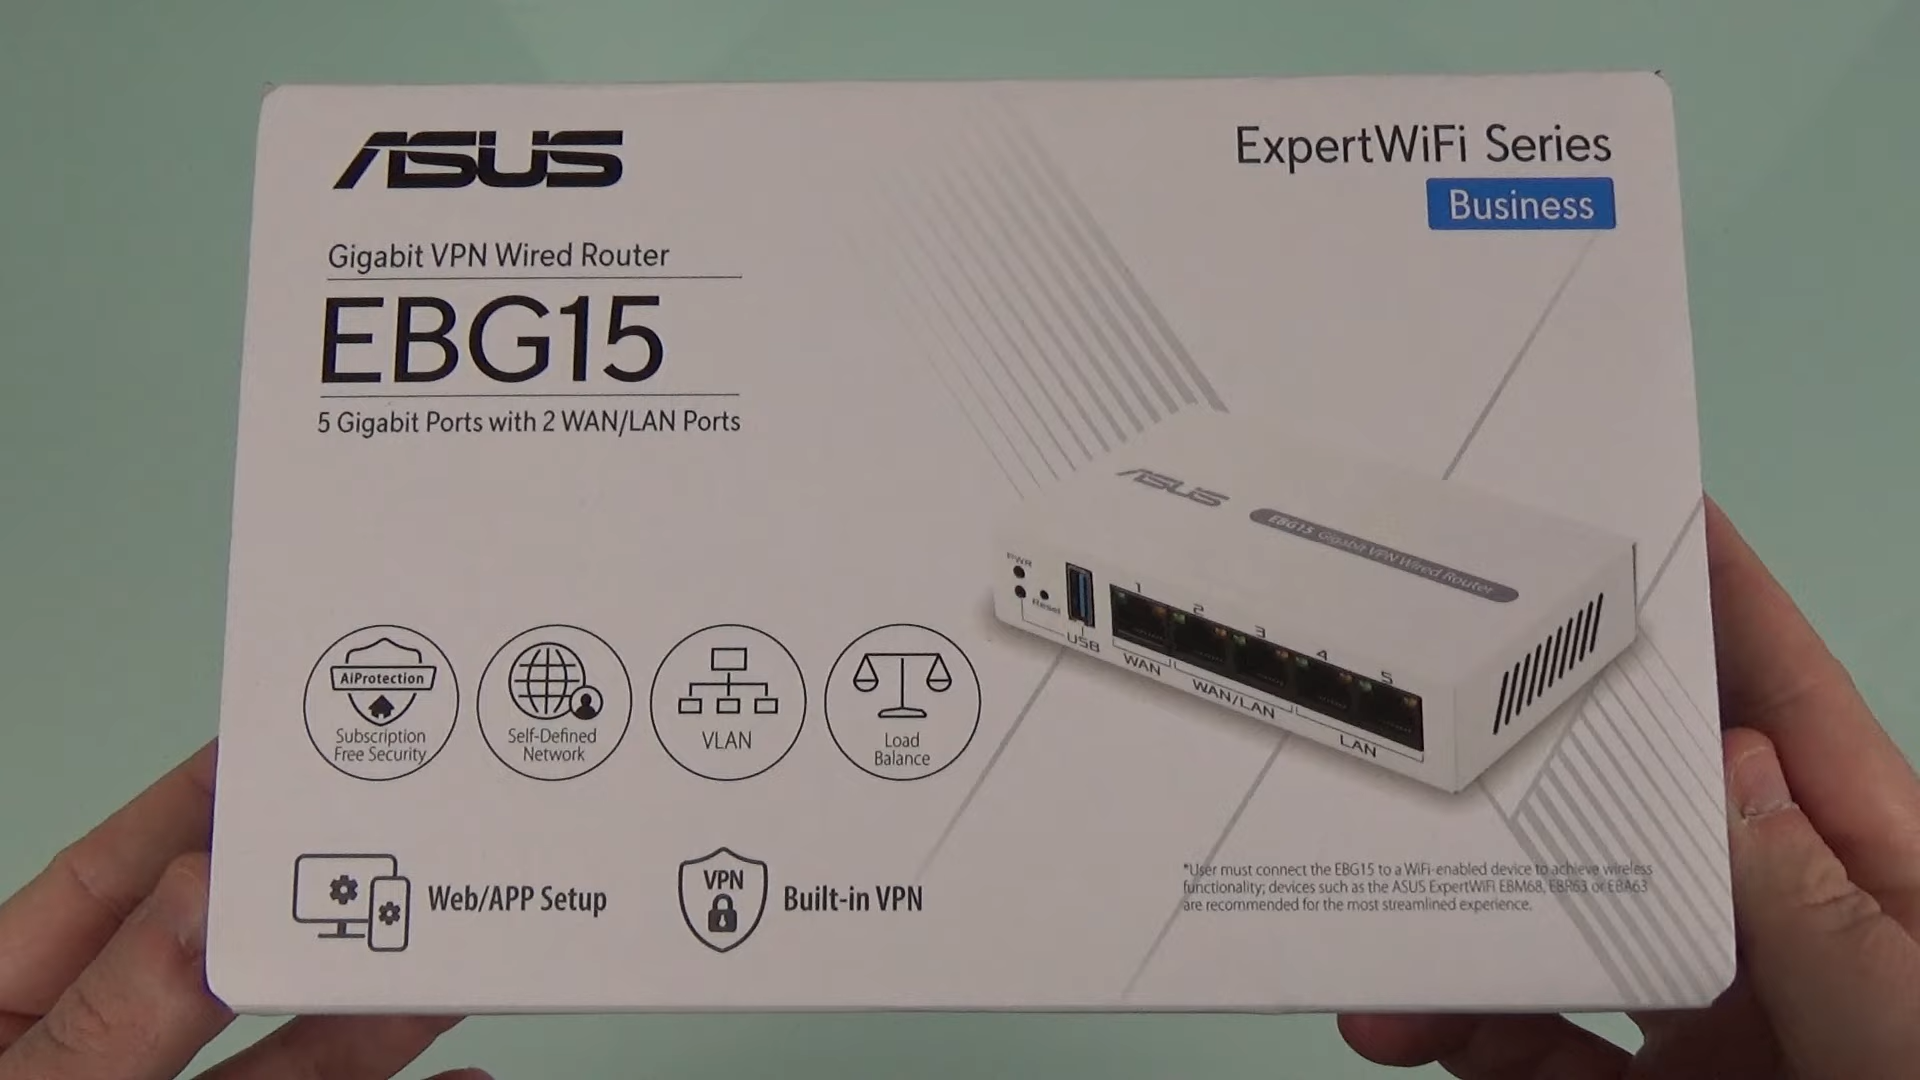 ASUS
ExpertWiFi Series
Business
Gigabit VPN Wired Router
EBG15
5 Gigabit Ports with 2 WAN/LAN Ports
ASUS
EBG15 Gigabit VPN Wired Router
PWR
Reset
USB
1
2
3
4
5
WAN
WAN/LAN
LAN
AiProtection
Subscription
Free Security
Self-Defined
Network
VLAN
Load
Balance
Web/APP Setup
VPN
Built-in VPN
*User must connect the EBG15 to a WiFi-enabled device to achieve wireless
functionality; devices such as the ASUS ExpertWiFi EBM68, EBR63 or EBA63
are recommended for the most streamlined experience.